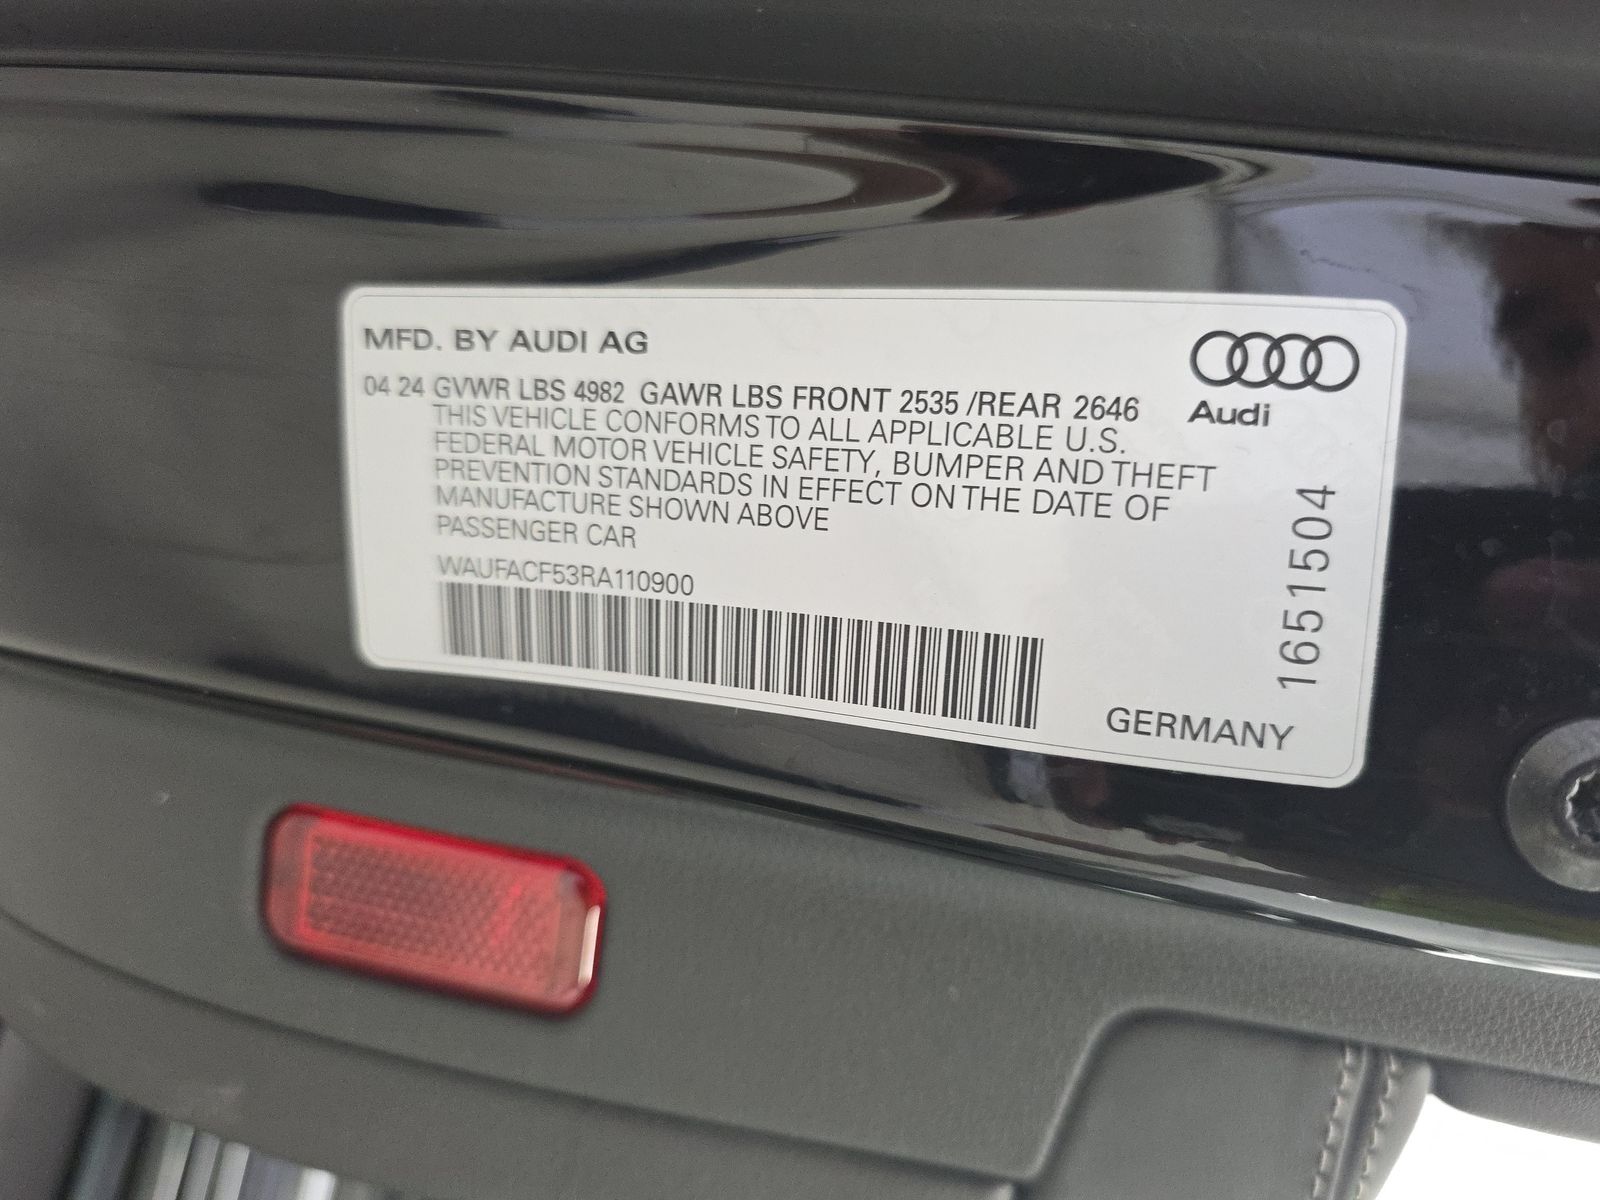 MFD. BY AUDI AG
04 24 GVWR LBS 4982 GAWR LBS FRONT 2535 /REAR 2646
THIS VEHICLE CONFORMS TO ALL APPLICABLE U.S.
FEDERAL MOTOR VEHICLE SAFETY, BUMPER AND THEFT
PREVENTION STANDARDS IN EFFECT ON THE DATE OF
MANUFACTURE SHOWN ABOVE
PASSENGER CAR
WAUFACF53RA110900
Audi
1651504
GERMANY